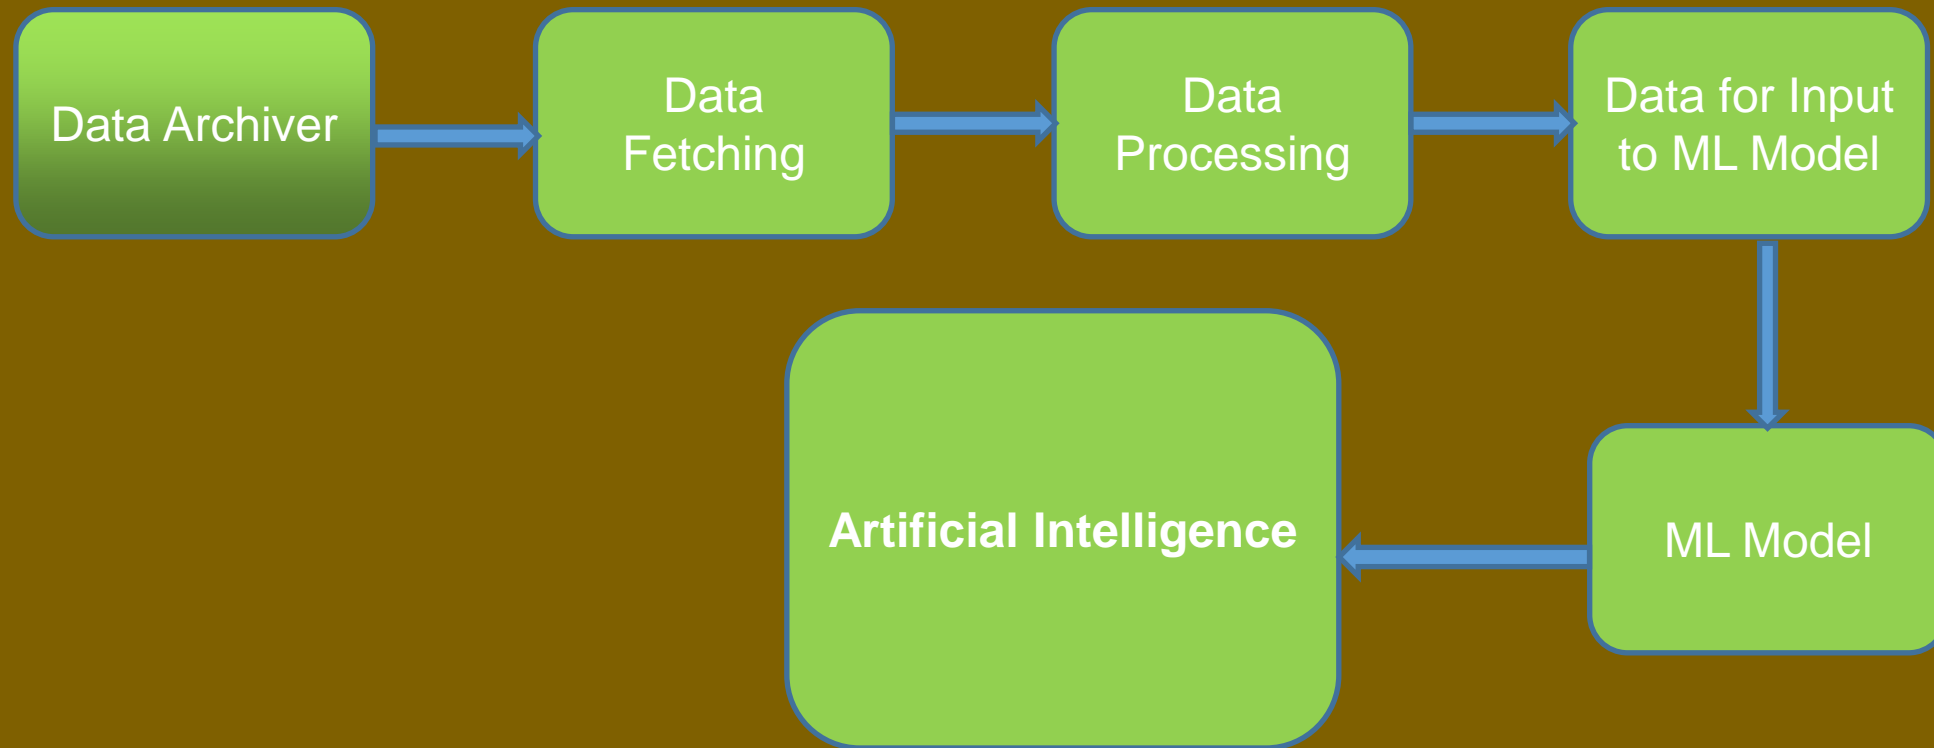 Data Archiver
Data
Fetching
Data
Processing
Data for Input
to ML Model
Artificial Intelligence
ML Model